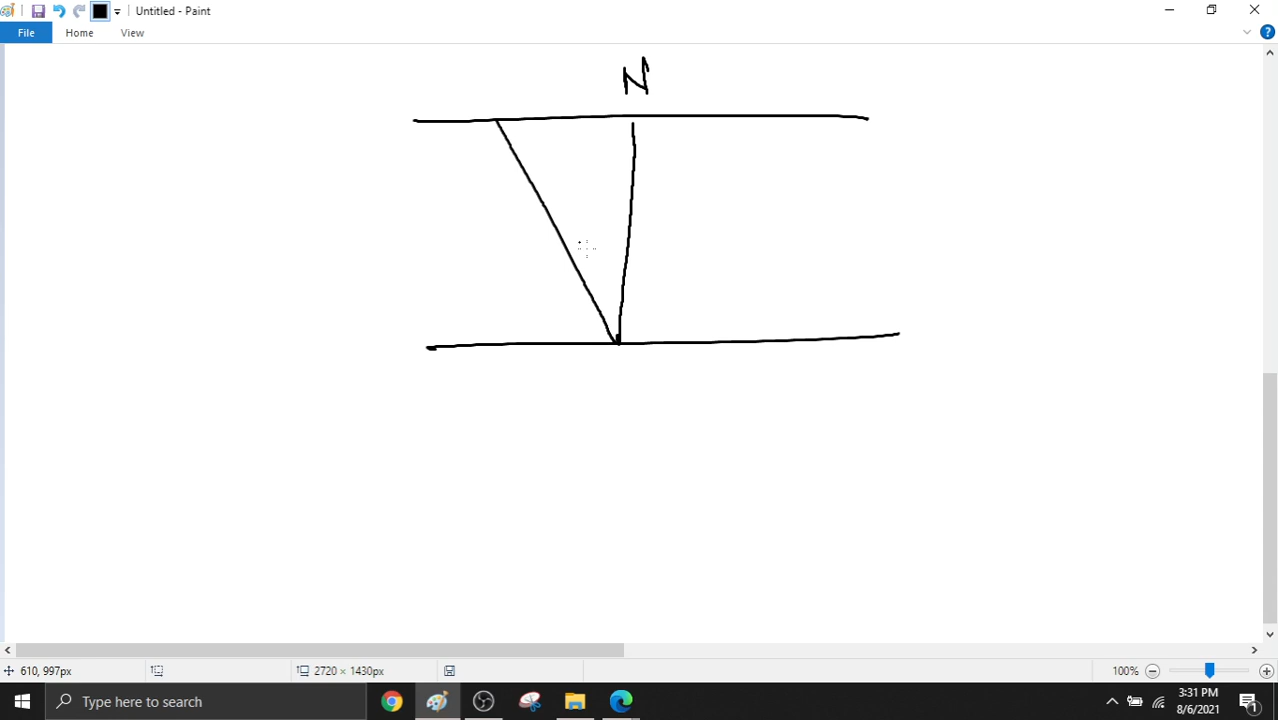 Untitled - Paint
File Home View
N
610, 997px
2720 × 1430px
100%
Type here to search
3:31 PM
8/6/2021
1